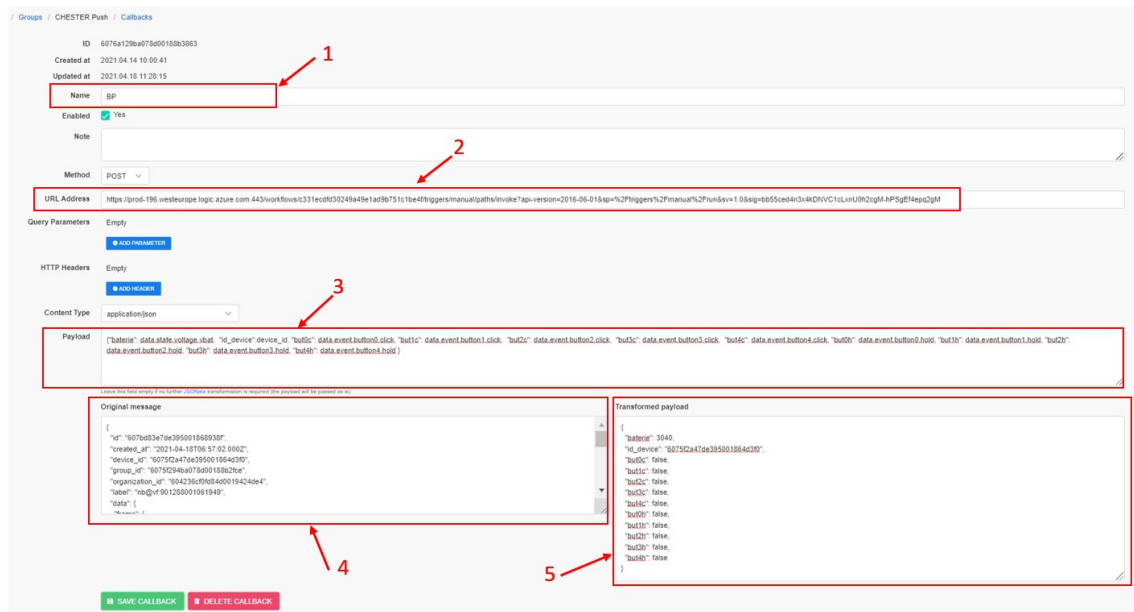 / Groups / CHESTER Push / Callbacks
ID 6076a129ba078d00188b3863
Created at 2021.04.14 10:00:41
1
Updated at 2021.04.18 11:28:15
Name BP
Enabled Yes
Note
2
Method POST
URL Address https://prod-196.westeurope.logic.azure.com:443/workflows/c331ecdfd30249a49e1ad9b751c1be4f/triggers/manual/paths/invoke?api-version=2016-06-01&sp=%2Ftriggers%2Fmanual%2Frun&sv=1.0&sig=bb55ced4n3x4kDNVC1cLxnU0h2cgM-hPSgEf4epq2gM
Query Parameters Empty
ADD PARAMETER
HTTP Headers Empty
ADD HEADER
3
Content Type application/json
Payload {"baterie": data.state.voltage.vbat, "id_device":device_id, "but0c": data.event.button0.click, "but1c": data.event.button1.click, "but2c": data.event.button2.click, "but3c": data.event.button3.click, "but4c": data.event.button4.click, "but0h": data.event.button0.hold, "but1h": data.event.button1.hold, "but2h":
data.event.button2.hold, "but3h": data.event.button3.hold, "but4h": data.event.button4.hold }
Leave this field empty if no further JSONata transformation is required (the payload will be passed as is)
Original message
{
"id": "607bd83e7de395001868938f",
"created_at": "2021-04-18T06:57:02.000Z",
"device_id": "6075f2a47de395001864d3f0",
"group_id": "6075f294ba078d00188b2fce",
"organization_id": "604236cf0fd84d0019424de4",
"label": "nb@vf:901288001061949",
"data": {
4
Transformed payload
{
"baterie": 3040,
"id_device": "6075f2a47de395001864d3f0",
"but0c": false,
"but1c": false,
"but2c": false,
"but3c": false,
"but4c": false,
"but0h": false,
"but1h": false,
"but2h": false,
"but3h": false,
"but4h": false
}
5
SAVE CALLBACK DELETE CALLBACK